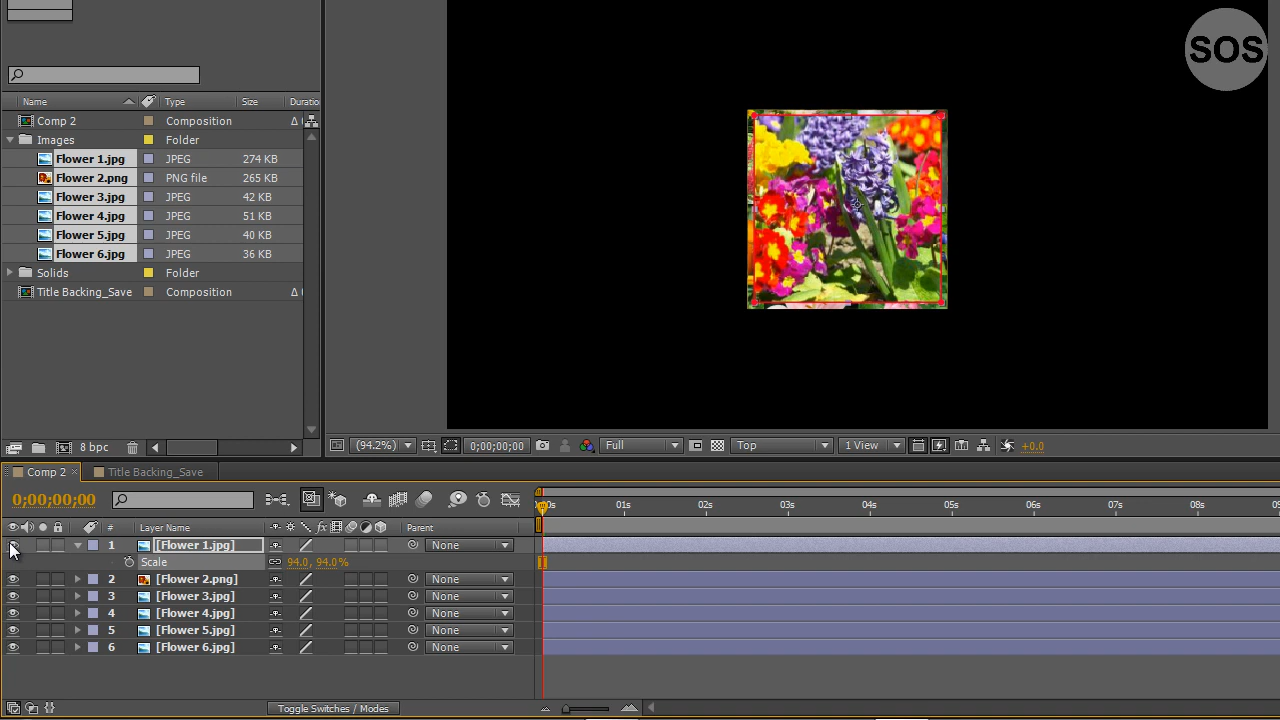 SOS
Name Type Size Duratio
Comp 2 Composition Δ
Images Folder
Flower 1.jpg JPEG 274 KB
Flower 2.png PNG file 265 KB
Flower 3.jpg JPEG 42 KB
Flower 4.jpg JPEG 51 KB
Flower 5.jpg JPEG 40 KB
Flower 6.jpg JPEG 36 KB
Solids Folder
Title Backing_Save Composition Δ
8 bpc
(94.2%) 0;00;00;00 Full Top 1 View +0.0
Comp 2 × Title Backing_Save
0;00;00;00
:00s 01s 02s 03s 04s 05s 06s 07s 08s
# Layer Name fx Parent
1 [Flower 1.jpg] None
Scale 94.0, 94.0%
2 [Flower 2.png] None
3 [Flower 3.jpg] None
4 [Flower 4.jpg] None
5 [Flower 5.jpg] None
6 [Flower 6.jpg] None
Toggle Switches / Modes